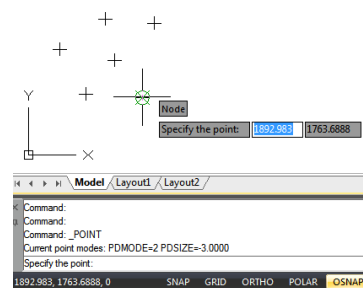 Node
Specify the point: 1892.983 1763.6888
Y
X
Model Layout1 Layout2
Command:
Command:
Command: _POINT
Current point modes: PDMODE=2 PDSIZE=-3.0000
Specify the point:
1892.983, 1763.6888, 0 SNAP GRID ORTHO POLAR OSNAP